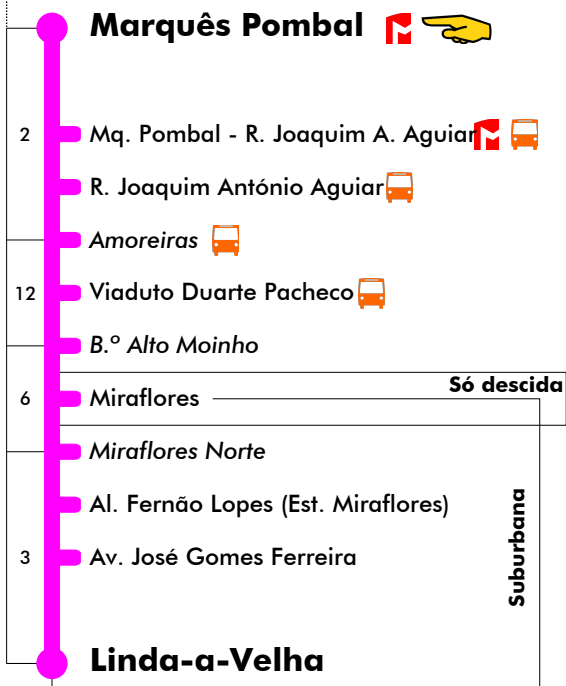 Marquês Pombal
2
Mq. Pombal - R. Joaquim A. Aguiar
R. Joaquim António Aguiar
Amoreiras
12
Viaduto Duarte Pacheco
B.º Alto Moinho
Só descida
6
Miraflores
Miraflores Norte
Al. Fernão Lopes (Est. Miraflores)
Suburbana
3
Av. José Gomes Ferreira
Linda-a-Velha